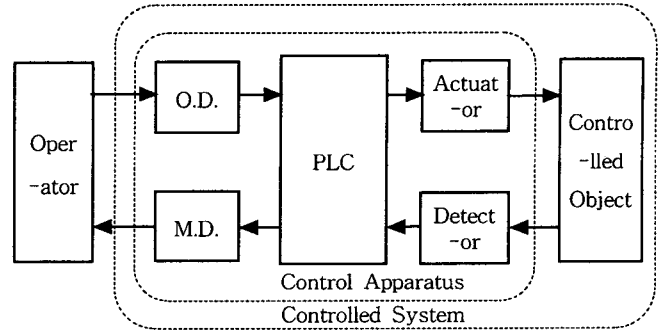 Oper
-ator
O.D.
M.D.
PLC
Actuat
-or
Detect
-or
Contro
-lled
Object
Control Apparatus
Controlled System